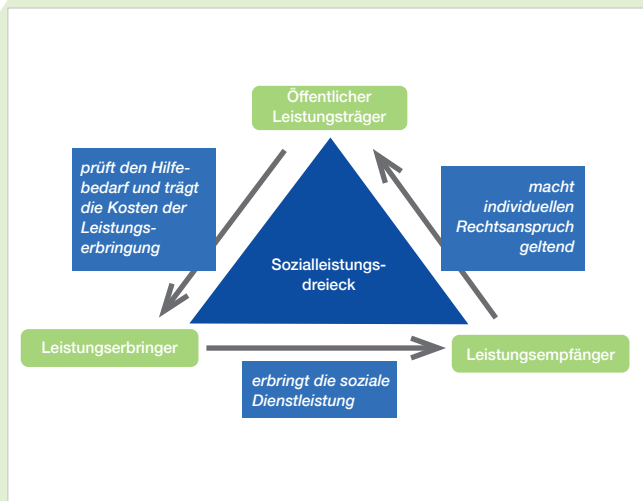 Öffentlicher
Leistungsträger
prüft den Hilfe-
bedarf und trägt
die Kosten der
Leistungs-
erbringung
macht
individuellen
Rechtsanspruch
geltend
Sozialleistungs-
dreieck
Leistungserbringer
Leistungsempfänger
erbringt die soziale
Dienstleistung